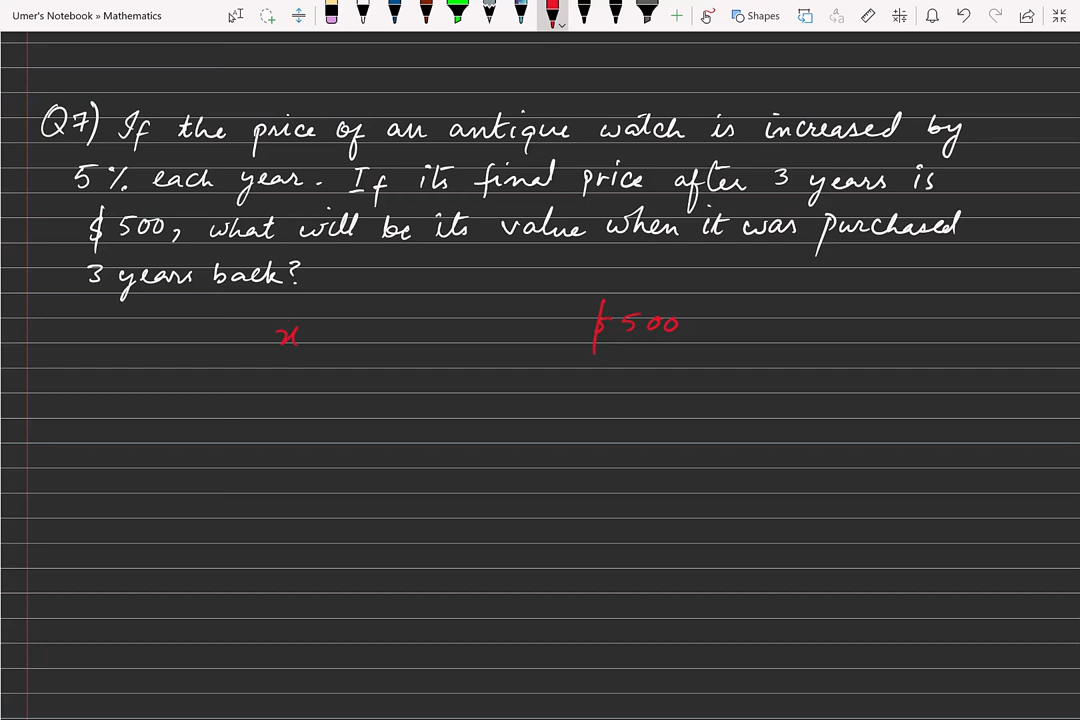 Umer's Notebook » Mathematics
Shapes
Q7) If the price of an antique watch is increased by
5% each year. If its final price after 3 years is
$500, what will be its value when it was purchased
3 years back?
x $500